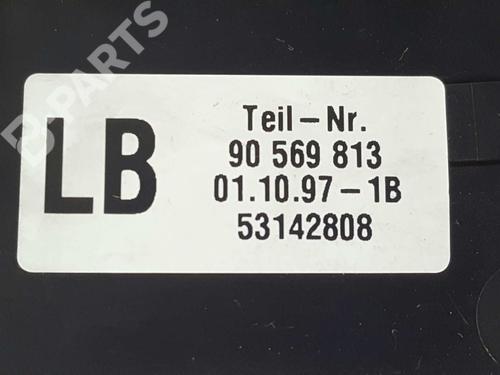 B-PARTS
LB
Teil-Nr.
90 569 813
01.10.97-1B
53142808